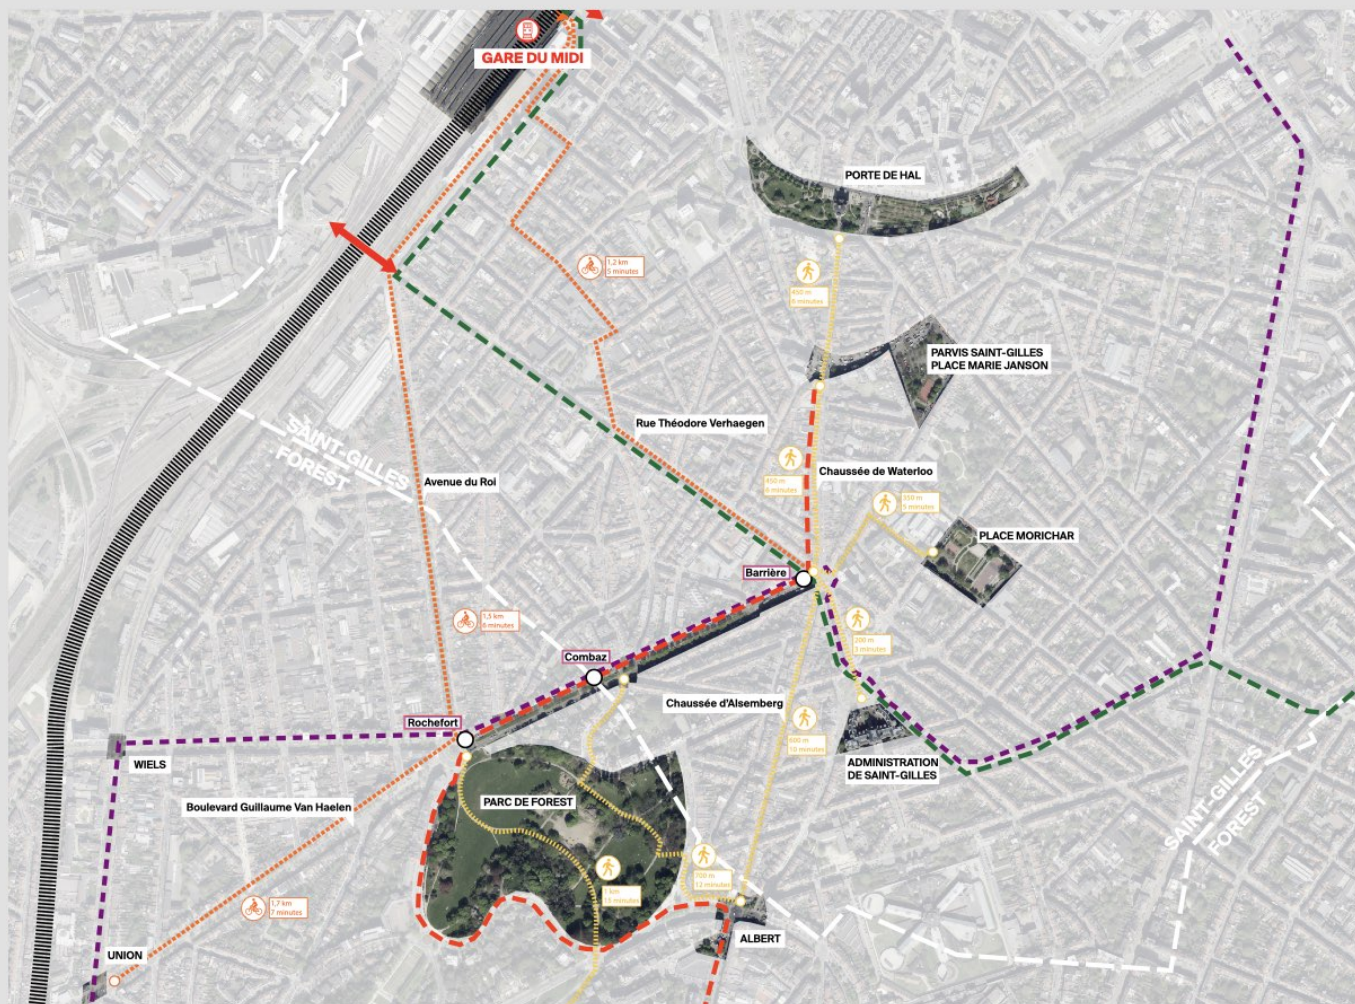 GARE DU MIDI
PORTE DE HAL
1,2 km
5 minutes
450 m
6 minutes
PARVIS SAINT-GILLES
PLACE MARIE JANSON
Rue Théodore Verhaegen
SAINT-GILLES
FOREST
Avenue du Roi
450 m
6 minutes
Chaussée de Waterloo
350 m
5 minutes
PLACE MORICHAR
Barrière
1,5 km
6 minutes
200 m
3 minutes
Combaz
Chaussée d'Alsemberg
Rochefort
600 m
10 minutes
WIELS
ADMINISTRATION
DE SAINT-GILLES
Boulevard Guillaume Van Haelen
PARC DE FOREST
SAINT-GILLES
FOREST
700 m
12 minutes
1 km
15 minutes
1,7 km
7 minutes
ALBERT
UNION